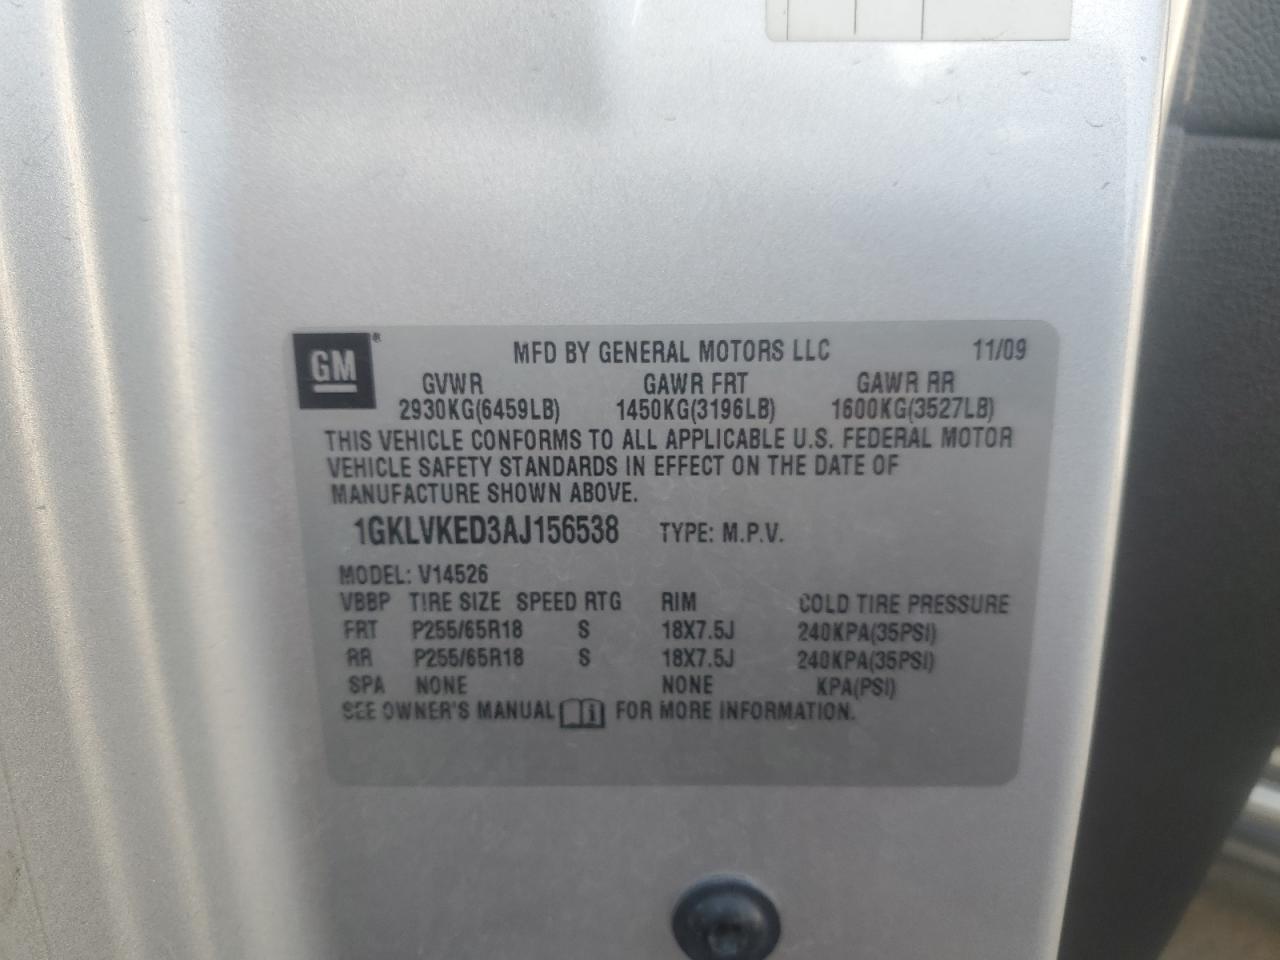 GM®
MFD BY GENERAL MOTORS LLC 11/09
GVWR GAWR FRT GAWR RR
2930KG(6459LB) 1450KG(3196LB) 1600KG(3527LB)
THIS VEHICLE CONFORMS TO ALL APPLICABLE U.S. FEDERAL MOTOR
VEHICLE SAFETY STANDARDS IN EFFECT ON THE DATE OF
MANUFACTURE SHOWN ABOVE.
1GKLVKED3AJ156538 TYPE: M.P.V.
MODEL: V14526
VBBP TIRE SIZE SPEED RTG RIM COLD TIRE PRESSURE
FRT P255/65R18 S 18X7.5J 240KPA(35PSI)
RR P255/65R18 S 18X7.5J 240KPA(35PSI)
SPA NONE NONE KPA(PSI)
SEE OWNER'S MANUAL FOR MORE INFORMATION.